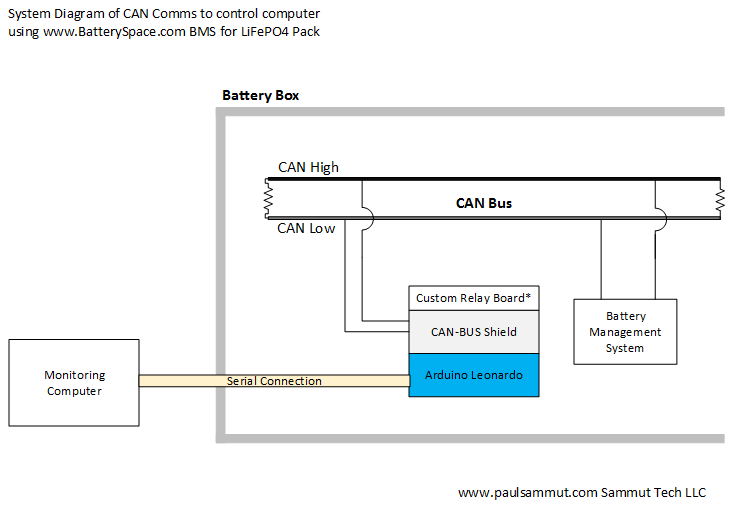 System Diagram of CAN Comms to control computer
using www.BatterySpace.com BMS for LiFePO4 Pack
Battery Box
CAN High
CAN Bus
CAN Low
Custom Relay Board*
CAN-BUS Shield
Arduino Leonardo
Battery
Management
System
Monitoring
Computer
Serial Connection
www.paulsammut.com Sammut Tech LLC